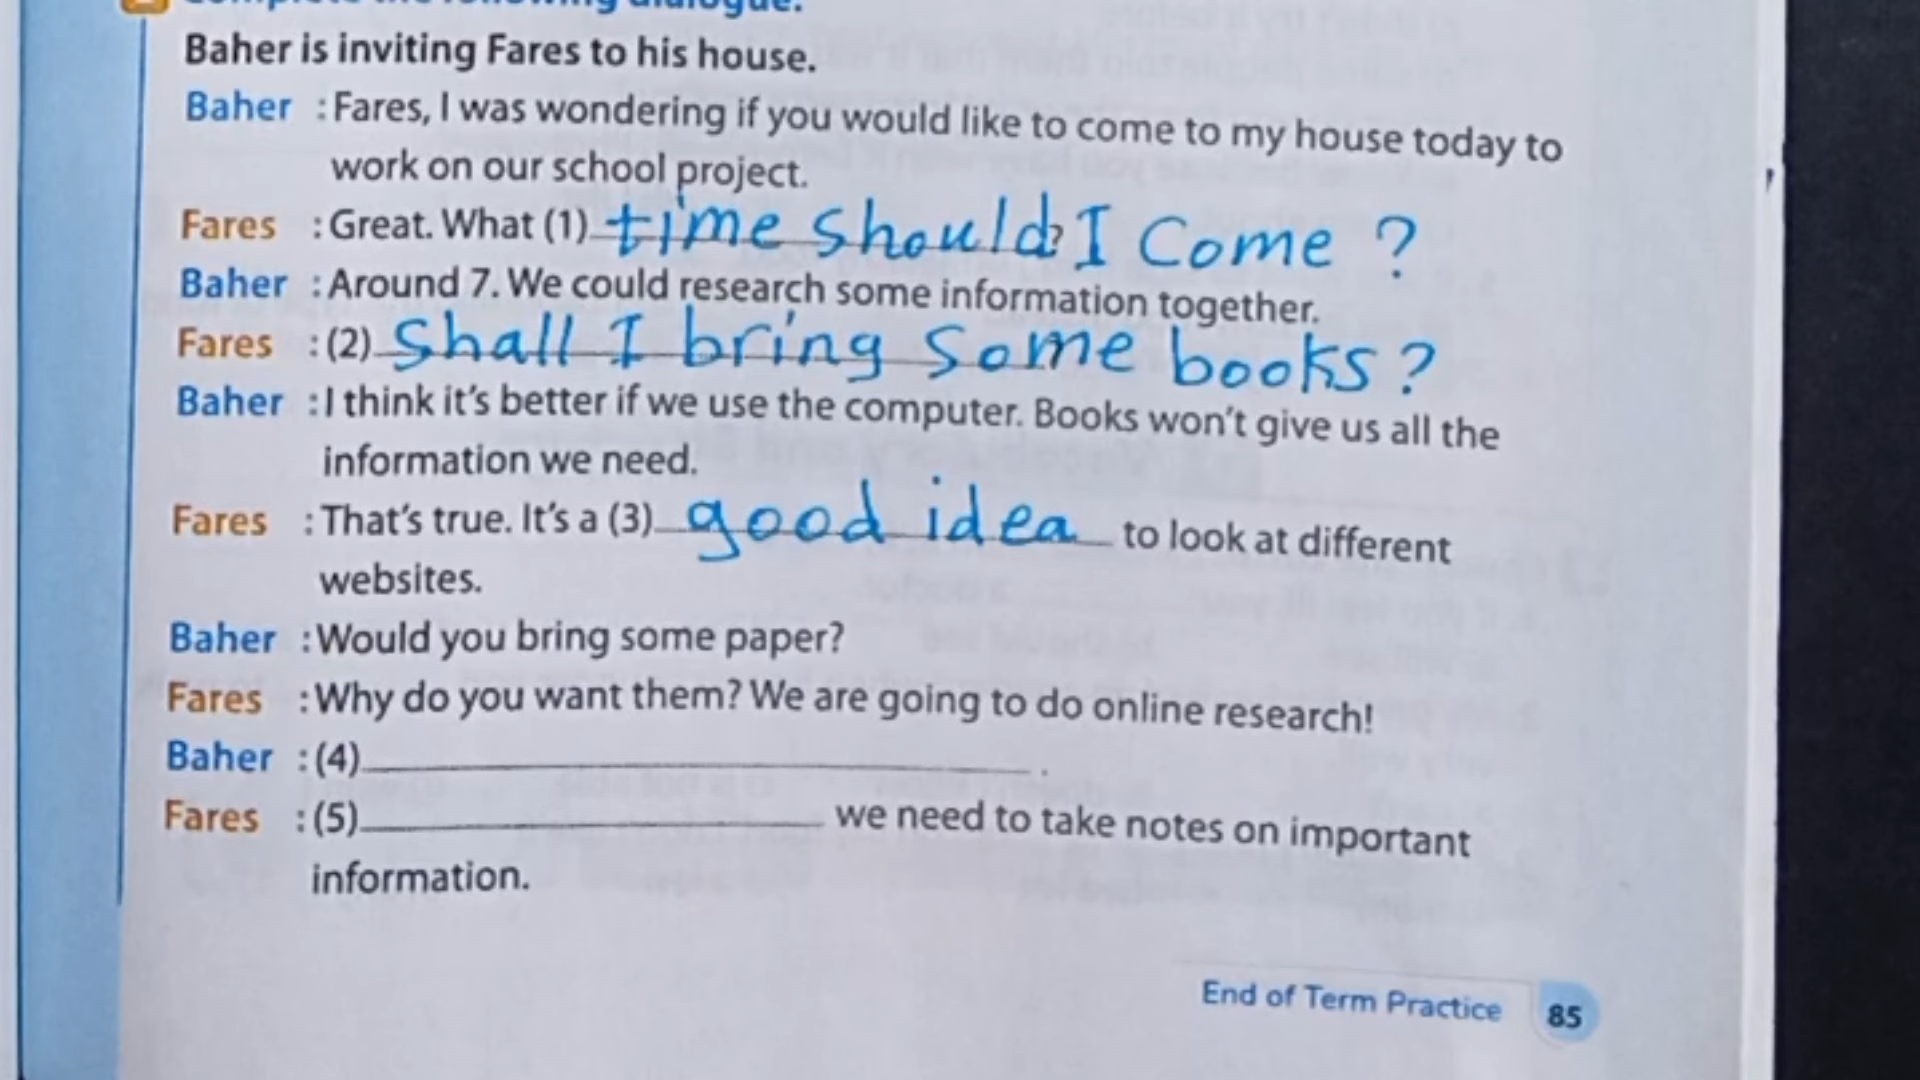 Complete the following dialogue.
Baher is inviting Fares to his house.
Baher : Fares, I was wondering if you would like to come to my house today to
work on our school project.
Fares : Great. What (1) time should I Come ?
Baher : Around 7. We could research some information together.
Fares : (2) Shall I bring some books ?
Baher : I think it's better if we use the computer. Books won't give us all the
information we need.
Fares : That's true. It's a (3) good idea to look at different
websites.
Baher : Would you bring some paper?
Fares : Why do you want them? We are going to do online research!
Baher : (4)____________________.
Fares : (5)____________________ we need to take notes on important
information.
End of Term Practice 85